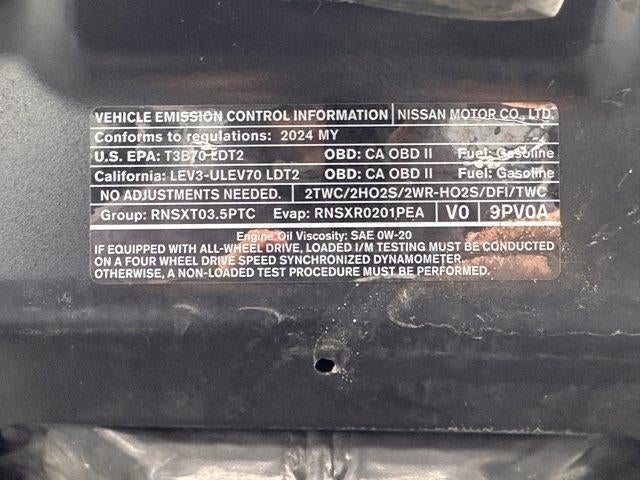 VEHICLE EMISSION CONTROL INFORMATION NISSAN MOTOR CO., LTD.
Conforms to regulations: 2024 MY
U.S. EPA: T3B70 LDT2 OBD: CA OBD II Fuel: Gasoline
California: LEV3-ULEV70 LDT2 OBD: CA OBD II Fuel: Gasoline
NO ADJUSTMENTS NEEDED. 2TWC/2HO2S/2WR-HO2S/DFI/TWC
Group: RNSXT03.5PTC Evap: RNSXR0201PEA V0 9PV0A
Engine Oil Viscosity: SAE 0W-20
IF EQUIPPED WITH ALL-WHEEL DRIVE, LOADED I/M TESTING MUST BE CONDUCTED
ON A FOUR WHEEL DRIVE SPEED SYNCHRONIZED DYNAMOMETER.
OTHERWISE, A NON-LOADED TEST PROCEDURE MUST BE PERFORMED.